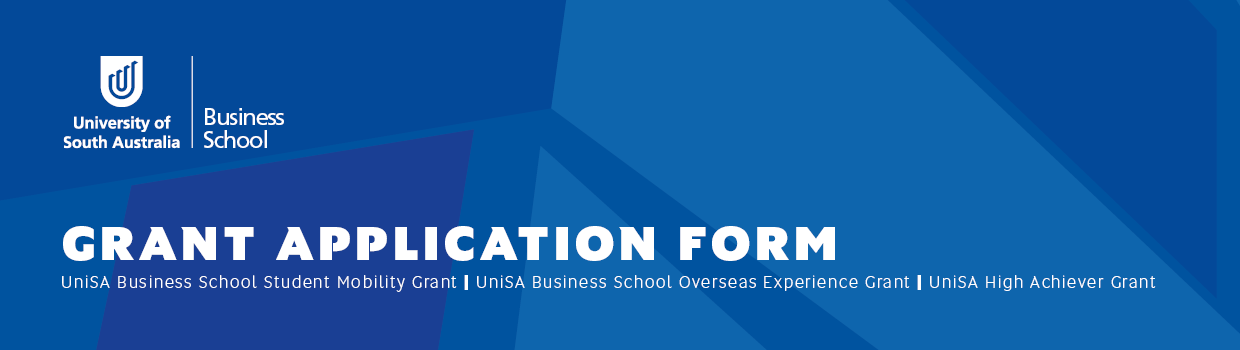 University of
South Australia
Business
School
GRANT APPLICATION FORM
UniSA Business School Student Mobility Grant | UniSA Business School Overseas Experience Grant | UniSA High Achiever Grant